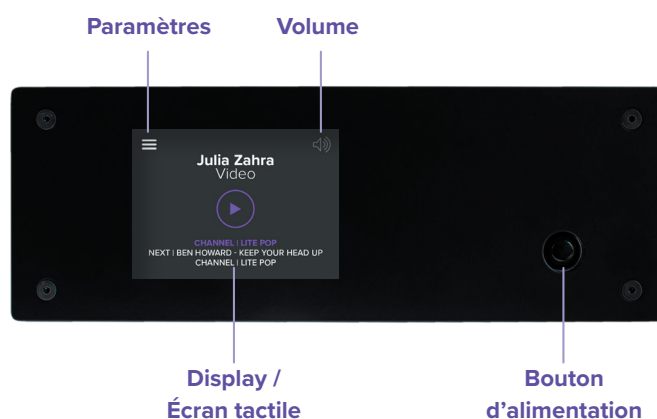 Paramètres
Volume
Julia Zahra
Video
CHANNEL | LITE POP
NEXT | BEN HOWARD - KEEP YOUR HEAD UP
CHANNEL | LITE POP
Display /
Écran tactile
Bouton
d'alimentation